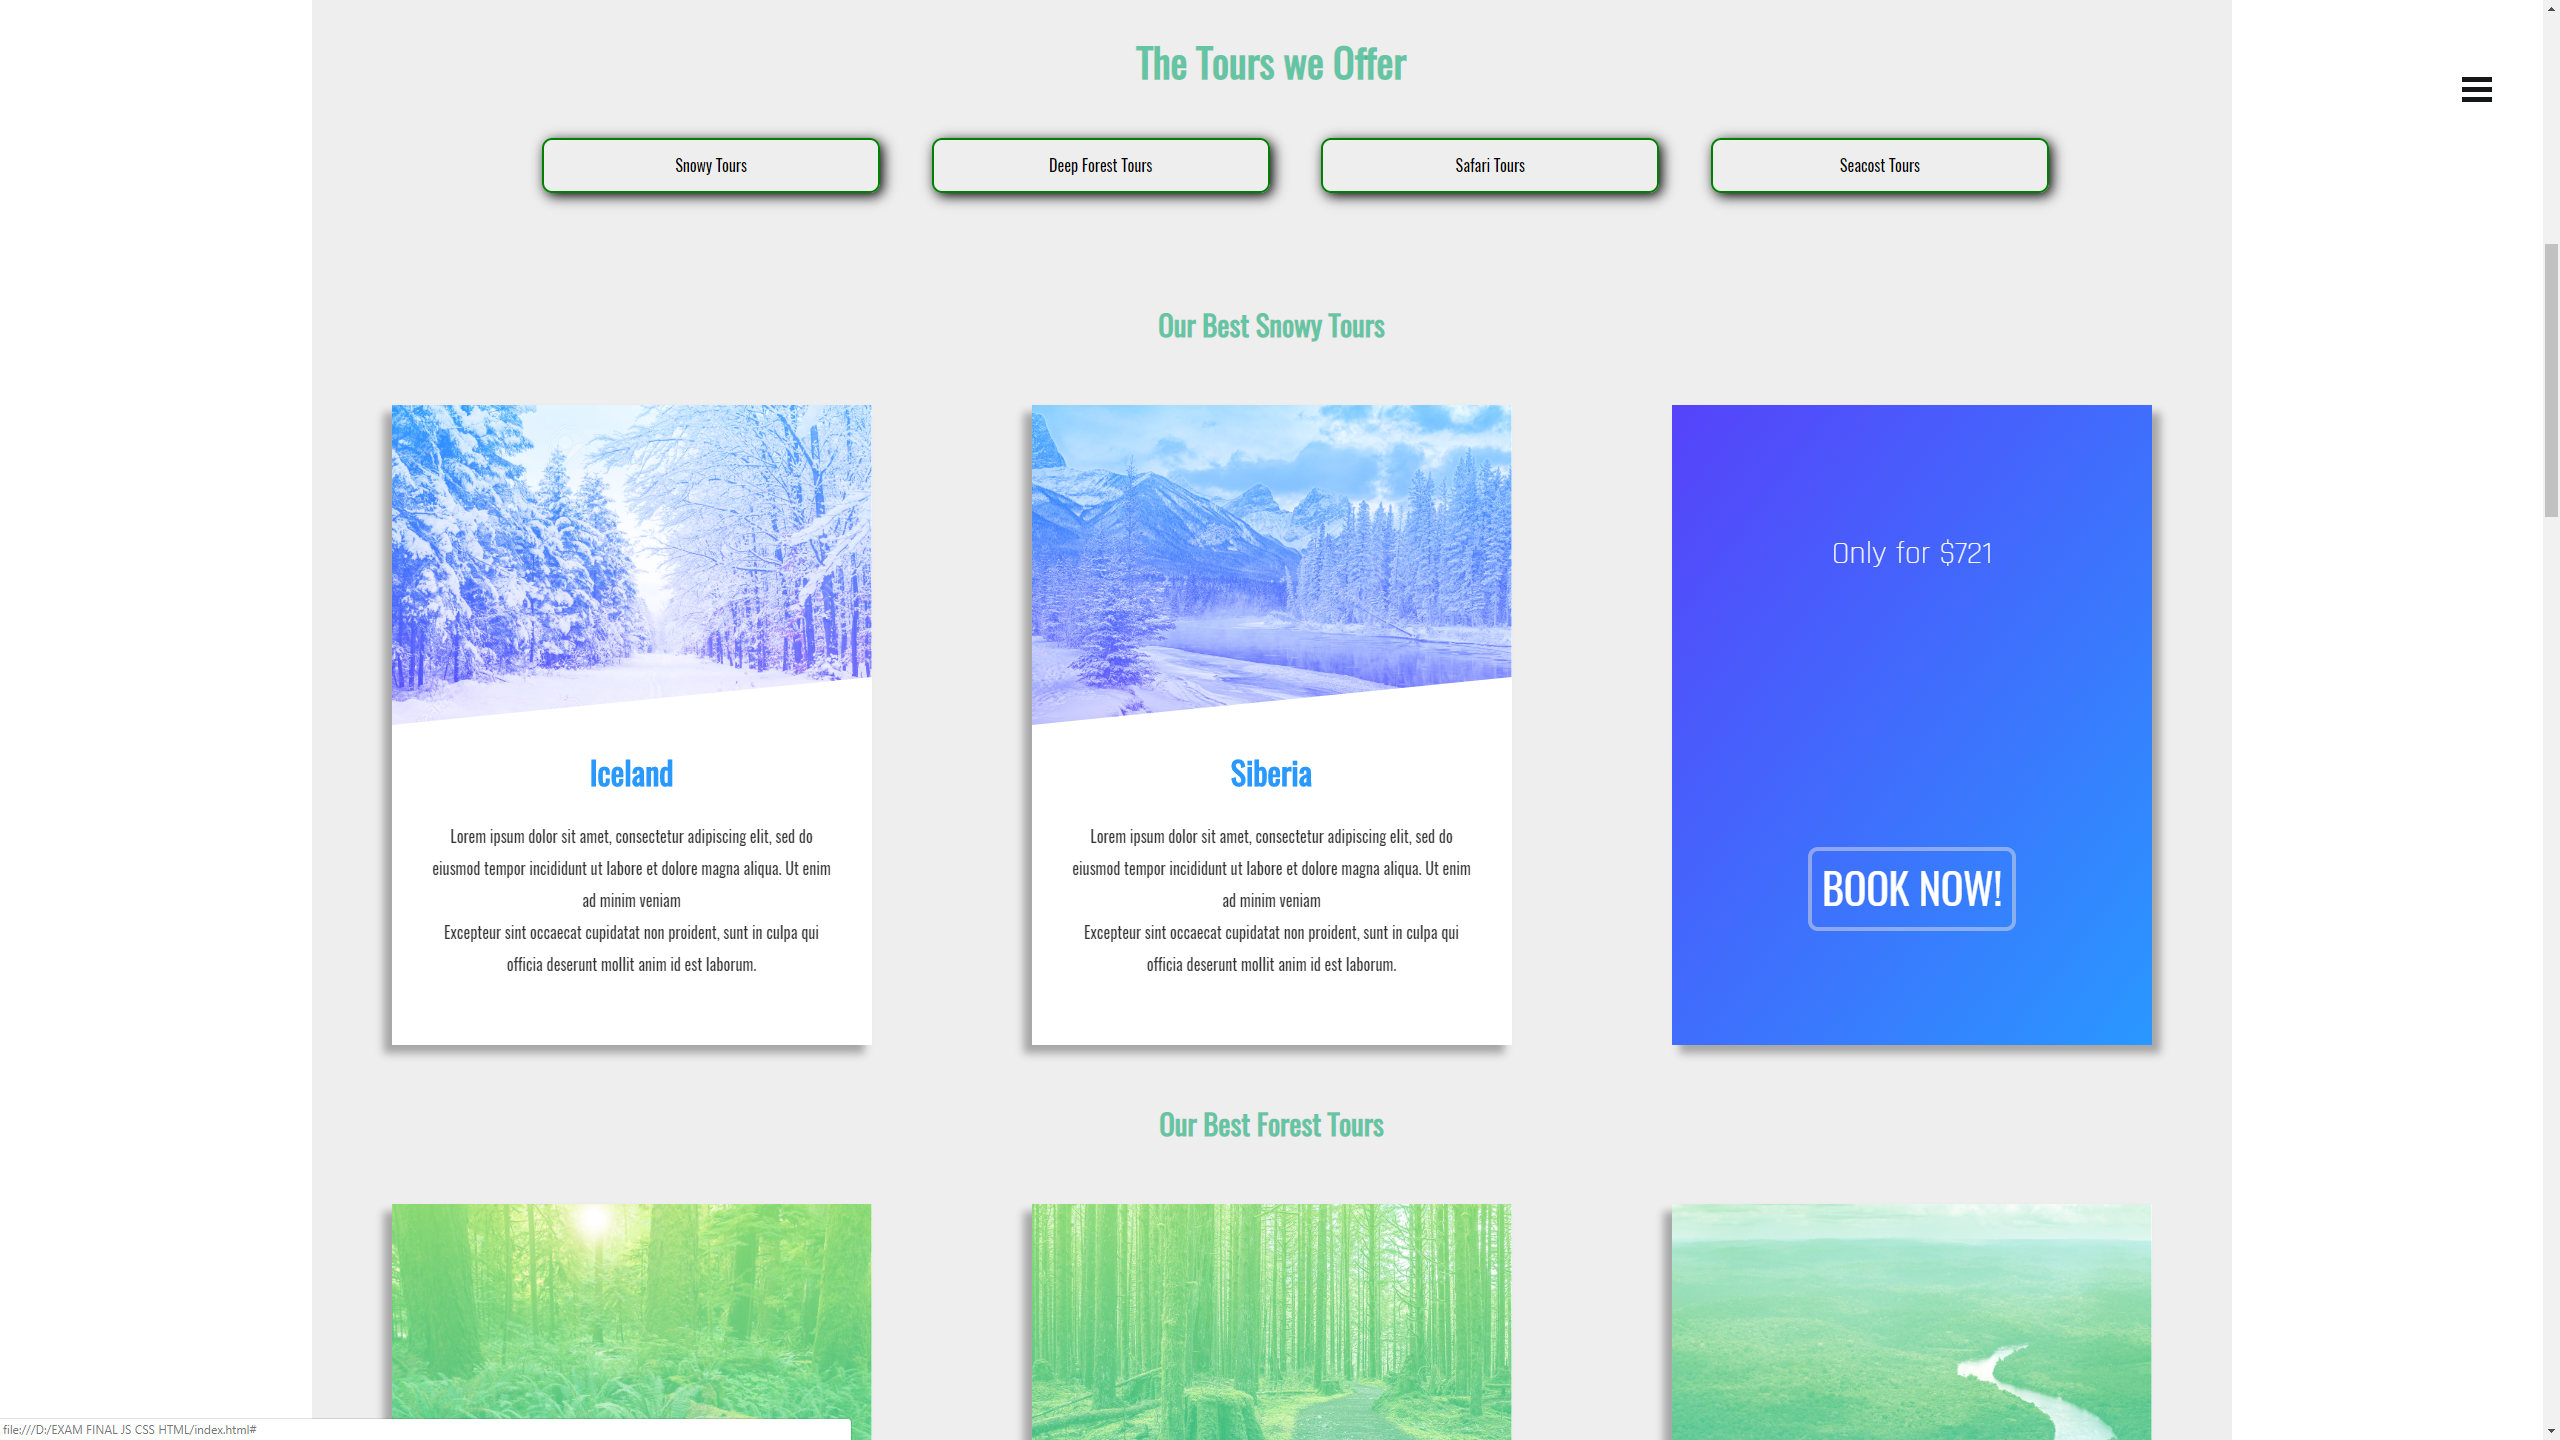 The Tours we Offer
Snowy Tours
Deep Forest Tours
Safari Tours
Seacost Tours
Our Best Snowy Tours
Iceland
Lorem ipsum dolor sit amet, consectetur adipiscing elit, sed do
eiusmod tempor incididunt ut labore et dolore magna aliqua. Ut enim
ad minim veniam
Excepteur sint occaecat cupidatat non proident, sunt in culpa qui
officia deserunt mollit anim id est laborum.
Siberia
Lorem ipsum dolor sit amet, consectetur adipiscing elit, sed do
eiusmod tempor incididunt ut labore et dolore magna aliqua. Ut enim
ad minim veniam
Excepteur sint occaecat cupidatat non proident, sunt in culpa qui
officia deserunt mollit anim id est laborum.
Only for $721
BOOK NOW!
Our Best Forest Tours
file:///D:/EXAM FINAL JS CSS HTML/index.html#